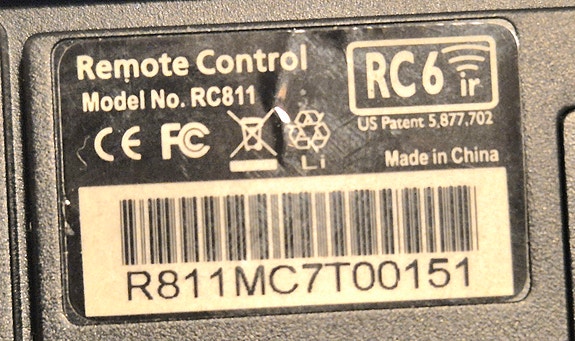 Remote Control
Model No. RC811
RC6 ir
US Patent 5,877,702
CE FC
Li
Made in China
R811MC7T00151